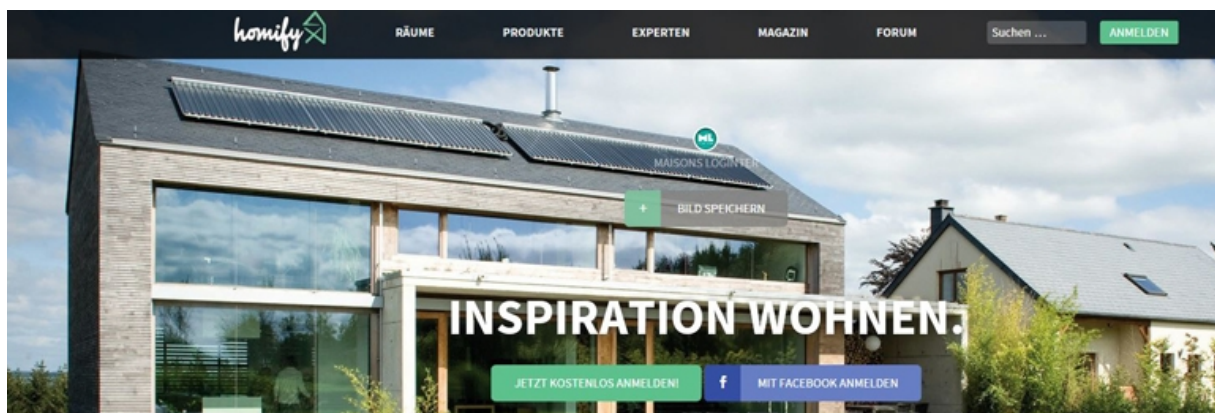 homify
RÄUME
PRODUKTE
EXPERTEN
MAGAZIN
FORUM
Suchen ...
ANMELDEN
ML
MAISONS LOGINTER
+ BILD SPEICHERN
INSPIRATION WOHNEN.
JETZT KOSTENLOS ANMELDEN!
f MIT FACEBOOK ANMELDEN